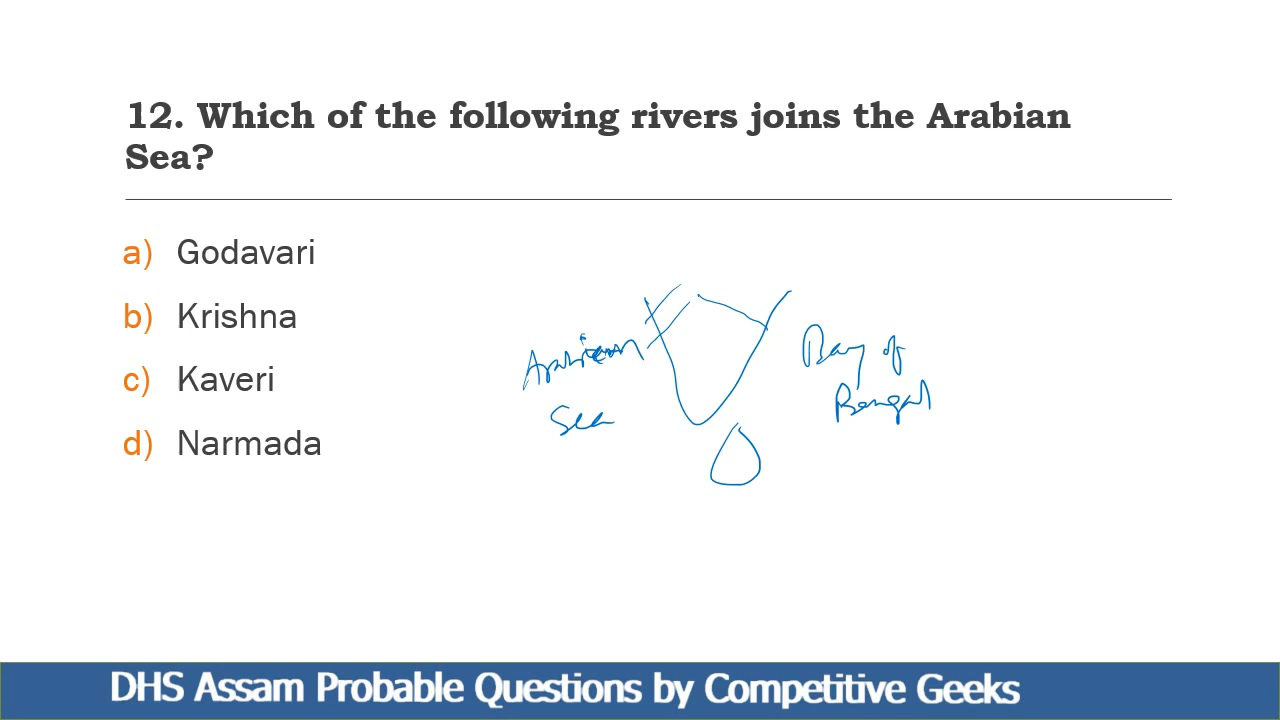 12. Which of the following rivers joins the Arabian
Sea?
a) Godavari
b) Krishna
c) Kaveri
d) Narmada
Arabian
Sea
Bay of
Bengal
DHS Assam Probable Questions by Competitive Geeks